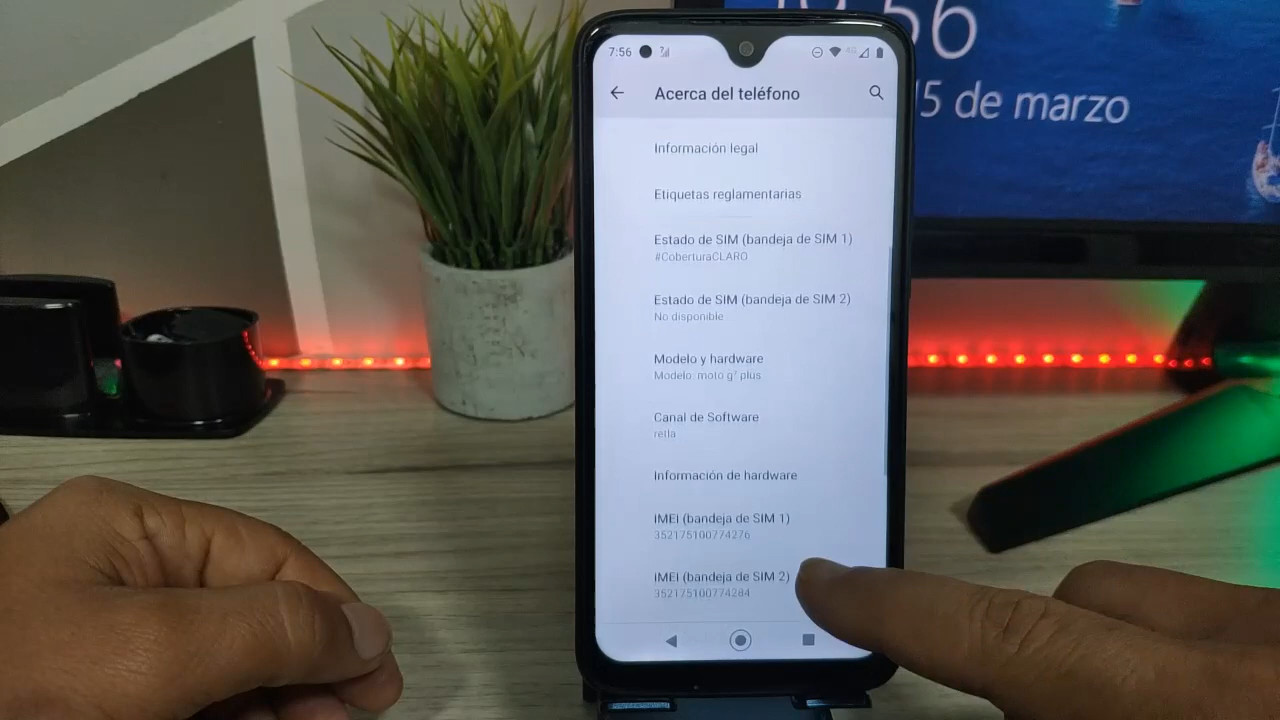 7:56
Acerca del teléfono
Información legal
Etiquetas reglamentarias
Estado de SIM (bandeja de SIM 1)
#CoberturaCLARO
Estado de SIM (bandeja de SIM 2)
No disponible
Modelo y hardware
Modelo: moto g⁷ plus
Canal de Software
retla
Información de hardware
IMEI (bandeja de SIM 1)
352175100774276
IMEI (bandeja de SIM 2)
352175100774284
56
5 de marzo